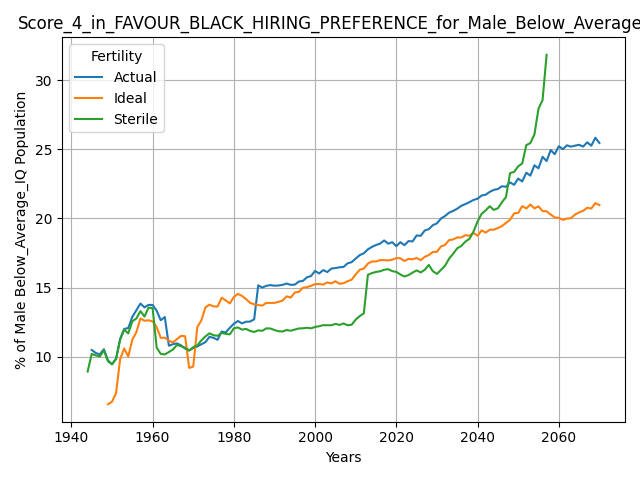 Score_4_in_FAVOUR_BLACK_HIRING_PREFERENCE_for_Male_Below_Average
Fertility
Actual
Ideal
Sterile
% of Male Below_Average_IQ Population
30
25
20
15
10
1940 1960 1980 2000 2020 2040 2060
Years